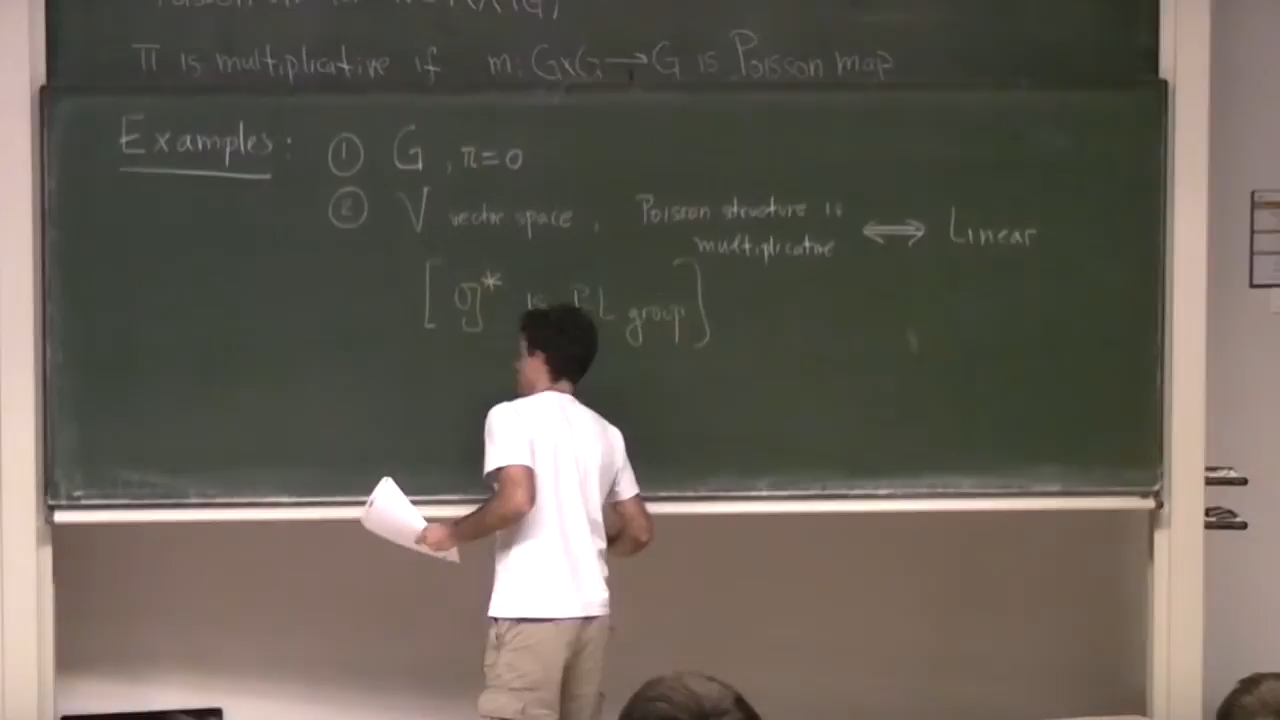 π is multiplicative if m: G×G → G is Poisson map
Examples: ① G, π=0
② V vector space, Poisson structure is multiplicative ⟺ Linear
[ g* is PL group ]